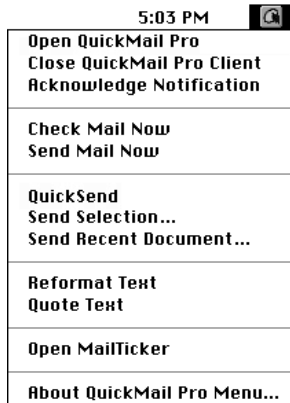 5:03 PM
Open QuickMail Pro
Close QuickMail Pro Client
Acknowledge Notification
Check Mail Now
Send Mail Now
QuickSend
Send Selection...
Send Recent Document...
Reformat Text
Quote Text
Open MailTicker
About QuickMail Pro Menu...